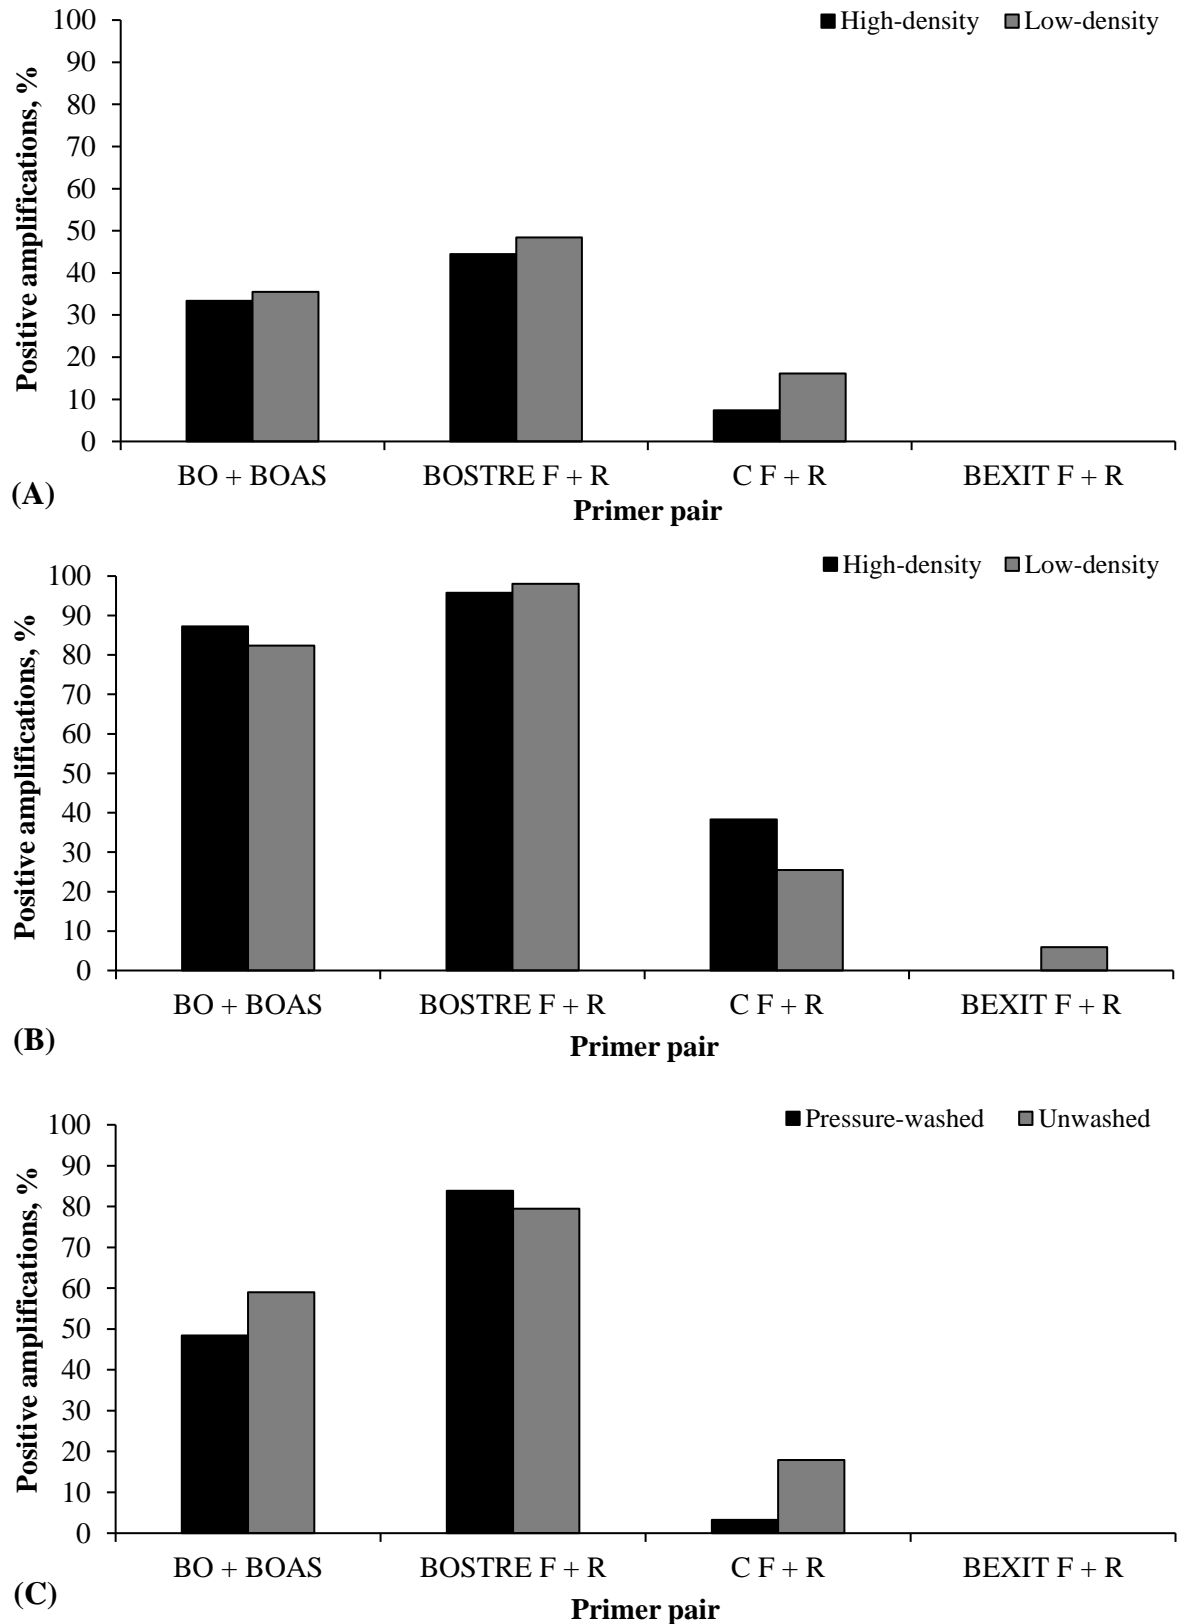 High-density Low-density
Positive amplifications, %
100
90
80
70
60
50
40
30
20
10
0
BO + BOAS BOSTRE F + R C F + R BEXIT F + R
(A)
Primer pair
High-density Low-density
Positive amplifications, %
100
90
80
70
60
50
40
30
20
10
0
BO + BOAS BOSTRE F + R C F + R BEXIT F + R
(B)
Primer pair
Pressure-washed Unwashed
Positive amplifications, %
100
90
80
70
60
50
40
30
20
10
0
BO + BOAS BOSTRE F + R C F + R BEXIT F + R
(C)
Primer pair